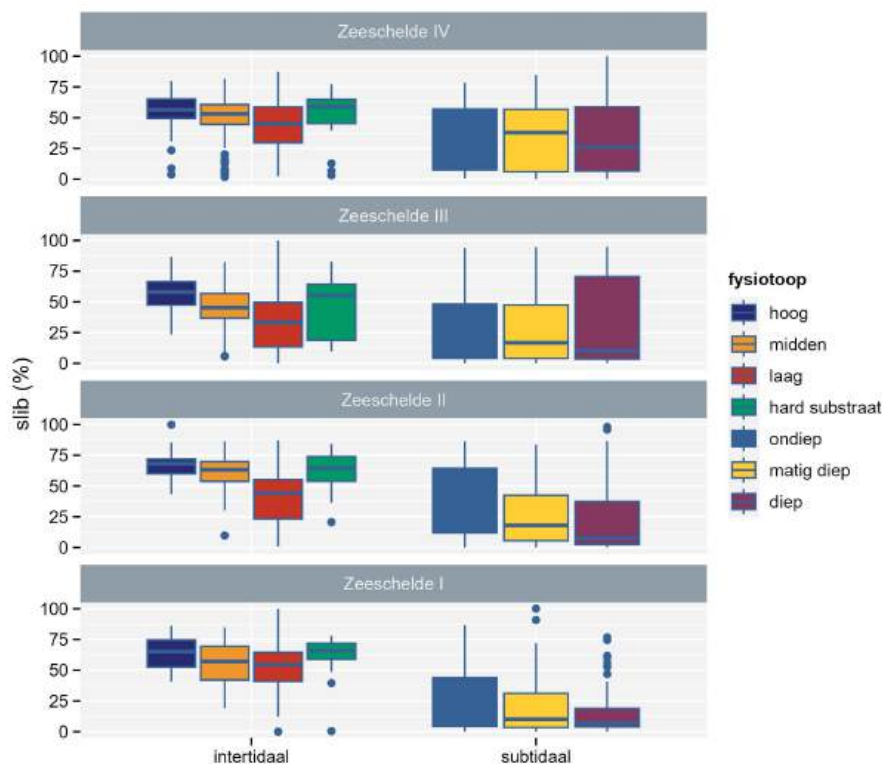 Zeeschelde IV
100
75
50
25
0
Zeeschelde III
100
75
50
25
0
Zeeschelde II
100
75
50
25
0
Zeeschelde I
100
75
50
25
0
slib (%)
intertidaal
subtidaal
fysiotoop
hoog
midden
laag
hard substraat
ondiep
matig diep
diep